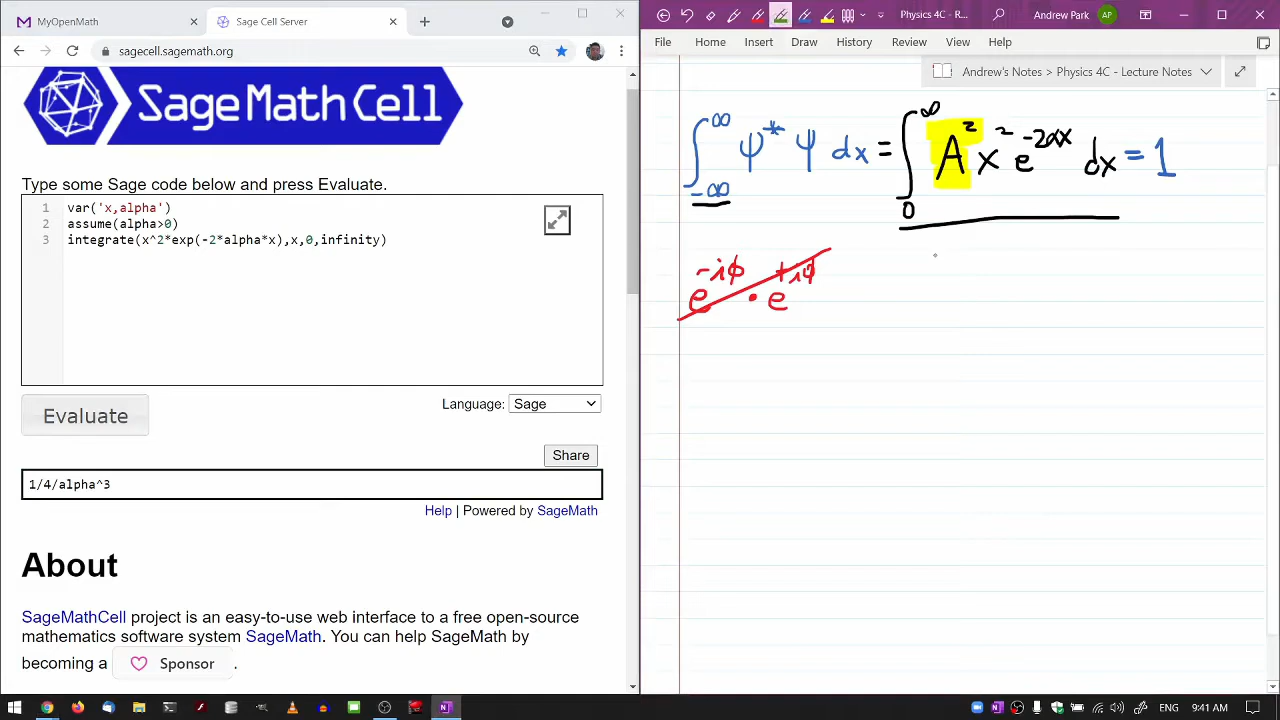 MyOpenMath
Sage Cell Server
sagecell.sagemath.org
SageMathCell
Type some Sage code below and press Evaluate.
1 var('x,alpha')
2 assume(alpha>0)
3 integrate(x^2*exp(-2*alpha*x),x,0,infinity)
Evaluate
Language: Sage
Share
1/4/alpha^3
Help | Powered by SageMath
About
SageMathCell project is an easy-to-use web interface to a free open-source
mathematics software system SageMath. You can help SageMath by
becoming a Sponsor .
Physics 4C - R...
Andrew Park AP
File Home Insert Draw History Review View Help
Andrew's Notes > Physics 4C - Lecture Notes
∫_{-∞}^{∞} ψ* ψ dx = ∫_0^∞ A² x² e^{-2αx} dx = 1
e^{-iφ} · e^{+iφ}
ENG 9:41 AM